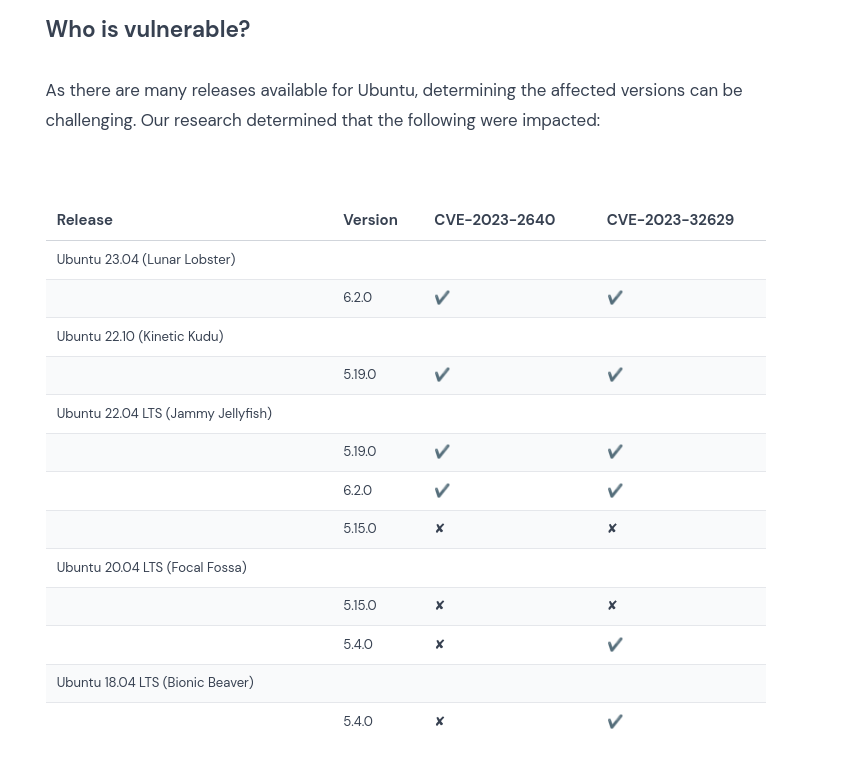 Who is vulnerable?
As there are many releases available for Ubuntu, determining the affected versions can be
challenging. Our research determined that the following were impacted:
Release Version CVE-2023-2640 CVE-2023-32629
Ubuntu 23.04 (Lunar Lobster)
6.2.0 ✔ ✔
Ubuntu 22.10 (Kinetic Kudu)
5.19.0 ✔ ✔
Ubuntu 22.04 LTS (Jammy Jellyfish)
5.19.0 ✔ ✔
6.2.0 ✔ ✔
5.15.0 ✘ ✘
Ubuntu 20.04 LTS (Focal Fossa)
5.15.0 ✘ ✘
5.4.0 ✘ ✔
Ubuntu 18.04 LTS (Bionic Beaver)
5.4.0 ✘ ✔